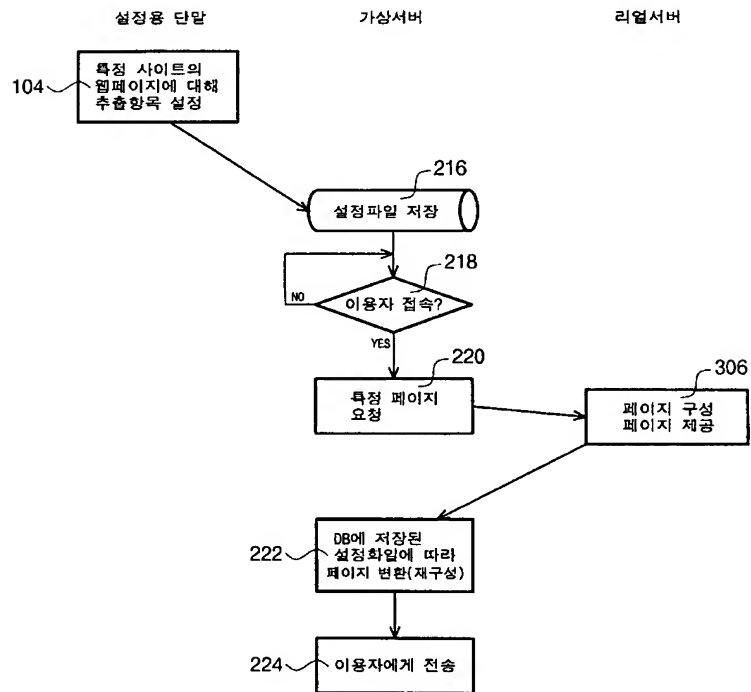 설정용 단말 가상서버 리얼서버
104
특정 사이트의
웹페이지에 대해
추출항목 설정
216
설정파일 저장
218
이용자 접속?
NO
YES
220
특정 페이지
요청
306
페이지 구성
페이지 제공
222
DB에 저장된
설정화일에 따라
페이지 변환(재구성)
224
이용자에게 전송